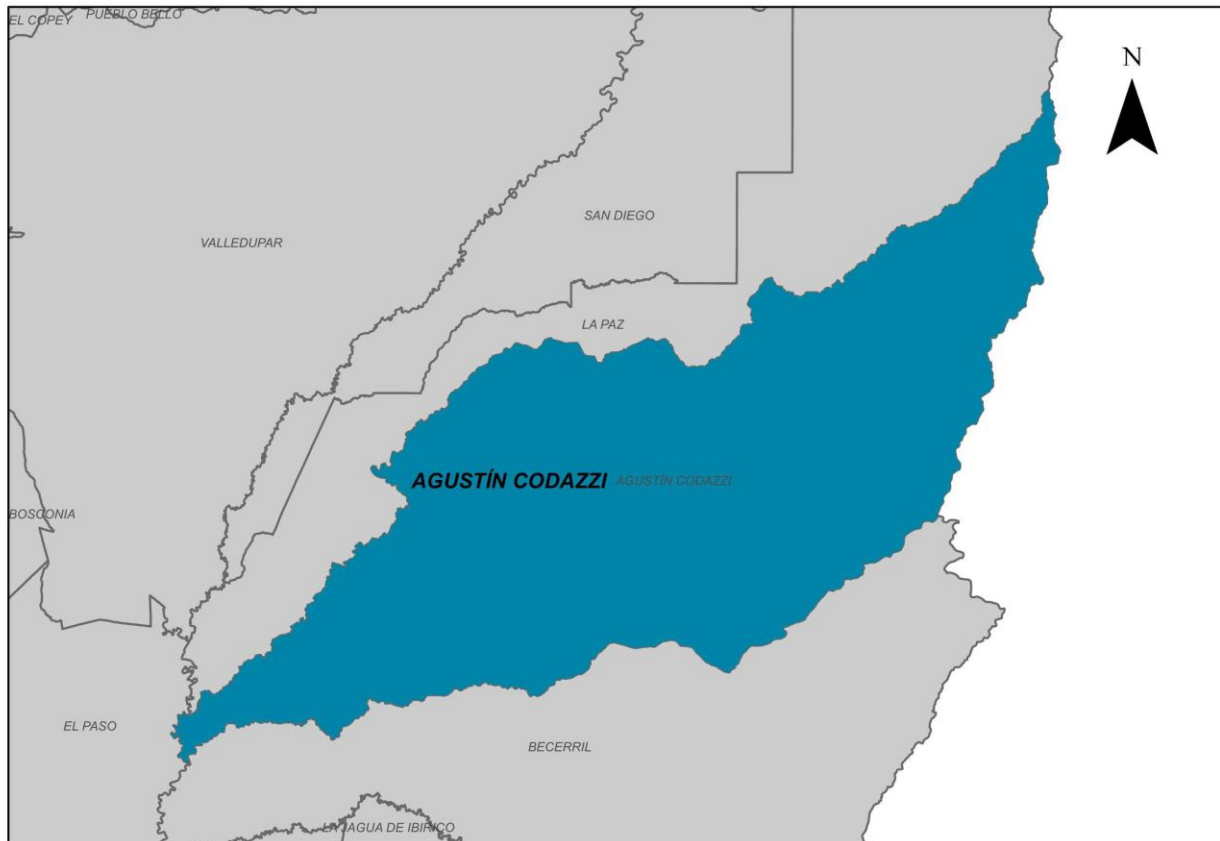 EL COPEY
PUEBLO BELLO
N
SAN DIEGO
VALLEDUPAR
LA PAZ
AGUSTÍN CODAZZI
AGUSTÍN CODAZZI
BOSCONIA
EL PASO
BECERRIL
LA JAGUA DE IBIRICO